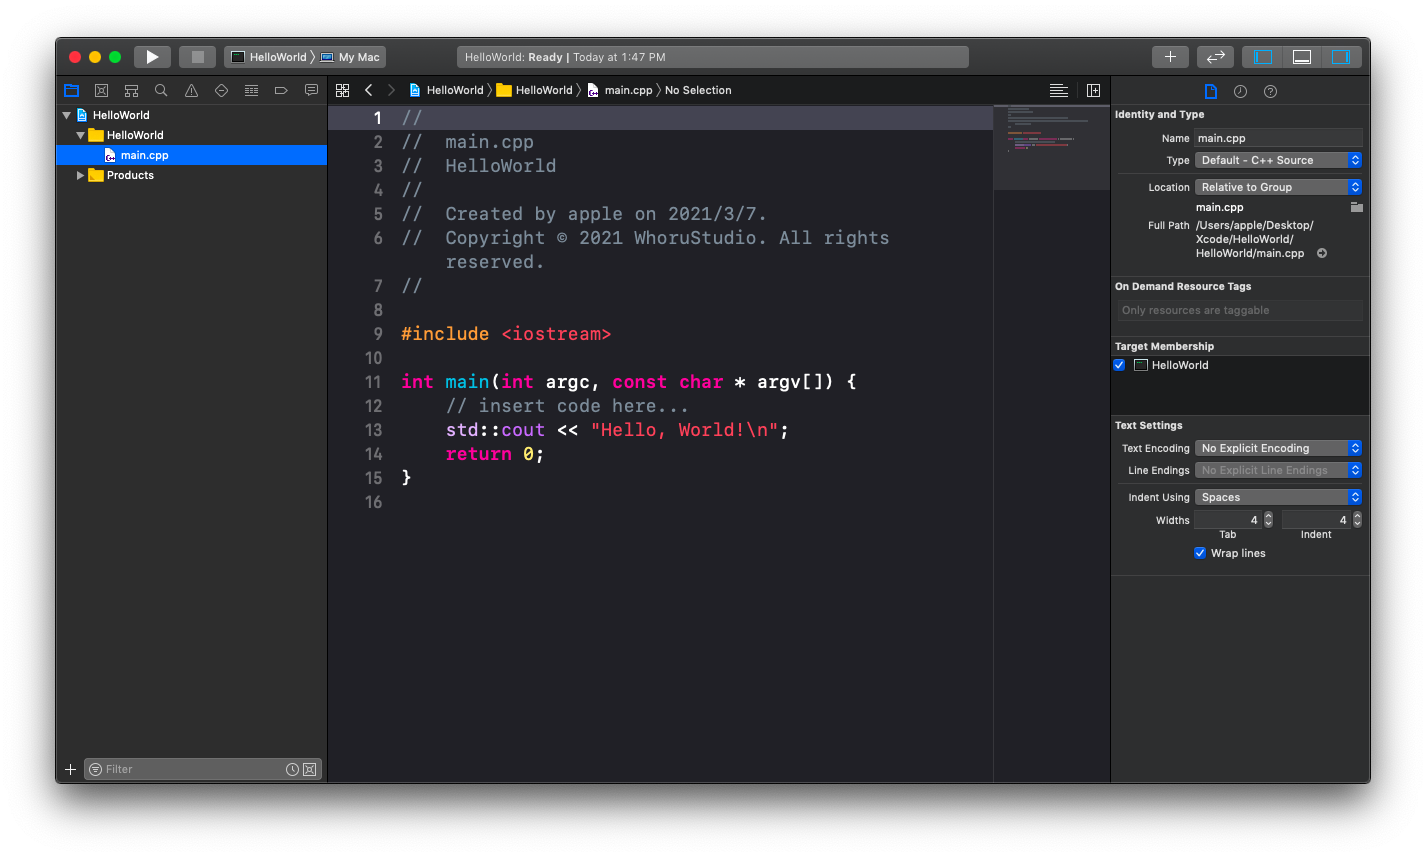 HelloWorld 〉 My Mac
HelloWorld: Ready | Today at 1:47 PM
HelloWorld
HelloWorld
main.cpp
Products
Filter
HelloWorld 〉 HelloWorld 〉 main.cpp 〉 No Selection
1 //
2 //  main.cpp
3 //  HelloWorld
4 //
5 //  Created by apple on 2021/3/7.
6 //  Copyright © 2021 WhoruStudio. All rights
reserved.
7 //
8
9 #include <iostream>
10
11 int main(int argc, const char * argv[]) {
12     // insert code here...
13     std::cout << "Hello, World!\n";
14     return 0;
15 }
16
Identity and Type
Name main.cpp
Type Default - C++ Source
Location Relative to Group
main.cpp
Full Path /Users/apple/Desktop/
Xcode/HelloWorld/
HelloWorld/main.cpp
On Demand Resource Tags
Only resources are taggable
Target Membership
HelloWorld
Text Settings
Text Encoding No Explicit Encoding
Line Endings No Explicit Line Endings
Indent Using Spaces
Widths 4 4
Tab Indent
Wrap lines